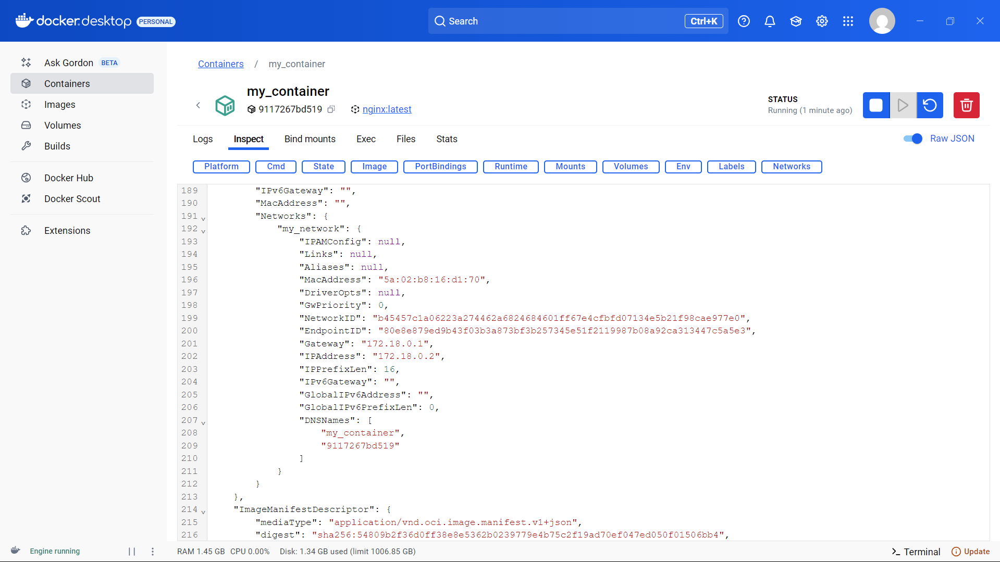 docker.desktop PERSONAL
Search Ctrl+K
Ask Gordon BETA
Containers
Images
Volumes
Builds
Docker Hub
Docker Scout
Extensions
Containers / my_container
my_container
9117267bd519 nginx:latest
STATUS
Running (1 minute ago)
Logs Inspect Bind mounts Exec Files Stats Raw JSON
Platform Cmd State Image PortBindings Runtime Mounts Volumes Env Labels Networks
189 "IPv6Gateway": "",
190 "MacAddress": "",
191 "Networks": {
192 "my_network": {
193 "IPAMConfig": null,
194 "Links": null,
195 "Aliases": null,
196 "MacAddress": "5a:02:b8:16:d1:70",
197 "DriverOpts": null,
198 "GwPriority": 0,
199 "NetworkID": "b45457c1a06223a274462a6824684601ff67e4cfbfd07134e5b21f98cae977e0",
200 "EndpointID": "80e8e879ed9b43f03b3a873bf3b257345e51f2119987b08a92ca313447c5a5e3",
201 "Gateway": "172.18.0.1",
202 "IPAddress": "172.18.0.2",
203 "IPPrefixLen": 16,
204 "IPv6Gateway": "",
205 "GlobalIPv6Address": "",
206 "GlobalIPv6PrefixLen": 0,
207 "DNSNames": [
208 "my_container",
209 "9117267bd519"
210 ]
211 }
212 }
213 },
214 "ImageManifestDescriptor": {
215 "mediaType": "application/vnd.oci.image.manifest.v1+json",
216 "digest": "sha256:54809b2f36d0ff38e8e5362b0239779e4b75c2f19ad70ef047ed050f01506bb4",
Engine running RAM 1.45 GB CPU 0.00% Disk: 1.34 GB used (limit 1006.85 GB) Terminal Update